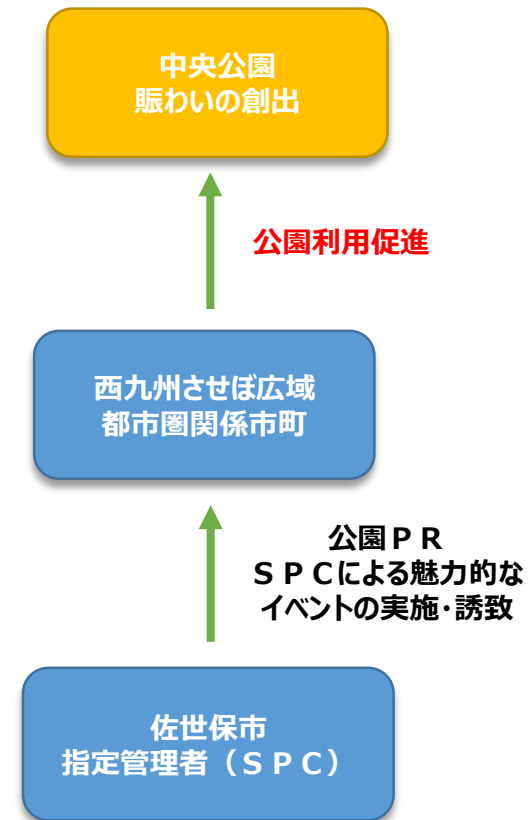 中央公園
賑わいの創出
公園利用促進
西九州させぼ広域
都市圏関係市町
公園ＰＲ
ＳＰＣによる魅力的な
イベントの実施・誘致
佐世保市
指定管理者（ＳＰＣ）